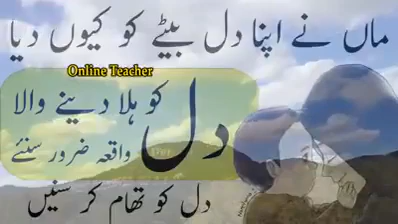 ماں نے اپنا دل بیٹے کو کیوں دیا
Online Teacher
دل کو ہلا دینے والا
واقعہ ضرور سنئے
دل کو تھام کر سنیں